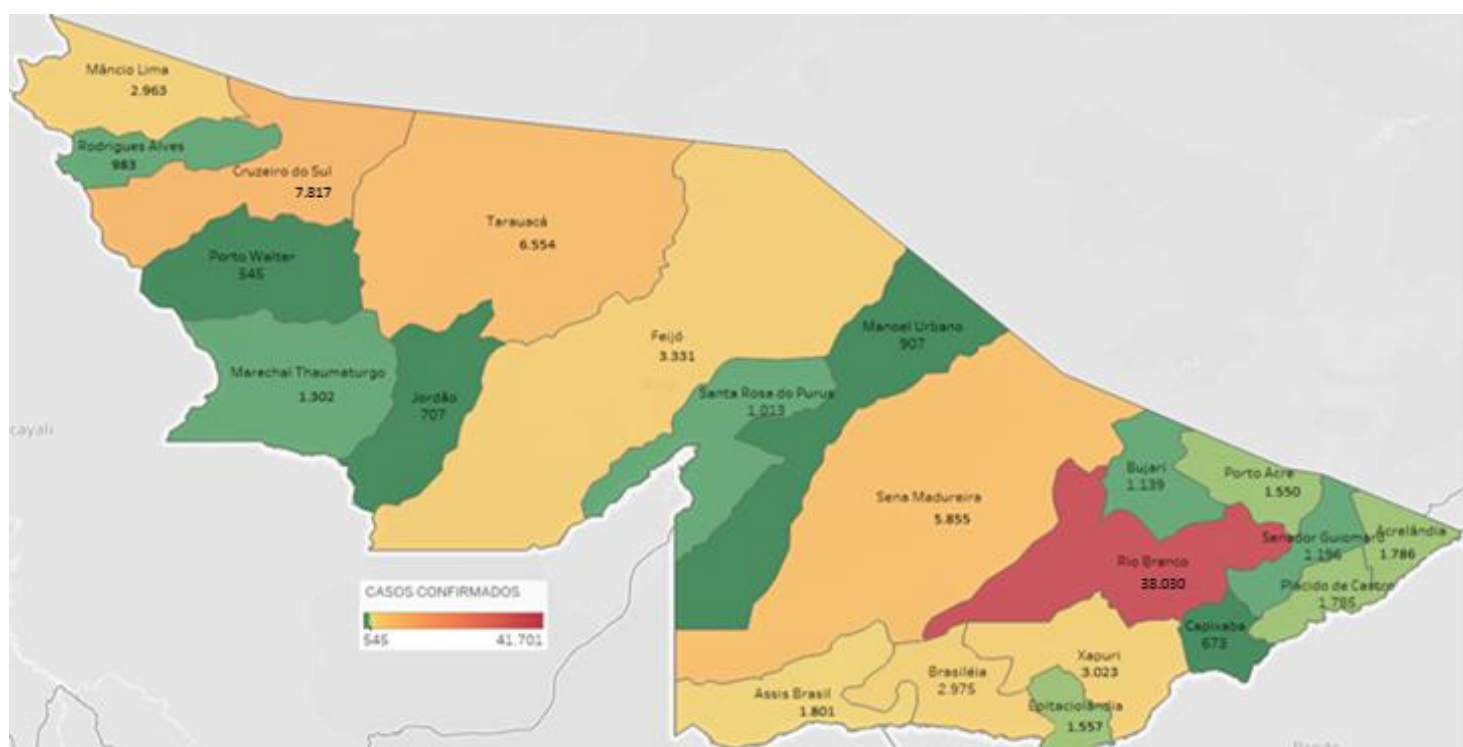 Mâncio Lima
2.963
Rodrigues Alves
983
Cruzeiro do Sul
7.817
Tarauacá
6.554
Porto Walter
545
Marechal Thaumaturgo
1.302
Jordão
707
Feijó
3.331
Manoel Urbano
907
Santa Rosa do Purus
1.013
Sena Madureira
5.855
Bujari
1.139
Porto Acre
1.550
Senador Guiomard
1.196
Acrelândia
1.786
Rio Branco
38.030
Plácido de Castro
1.785
Capixaba
673
Xapuri
3.023
Brasiléia
2.975
Assis Brasil
1.801
Epitaciolândia
1.557
cayali
CASOS CONFIRMADOS
545
41.701